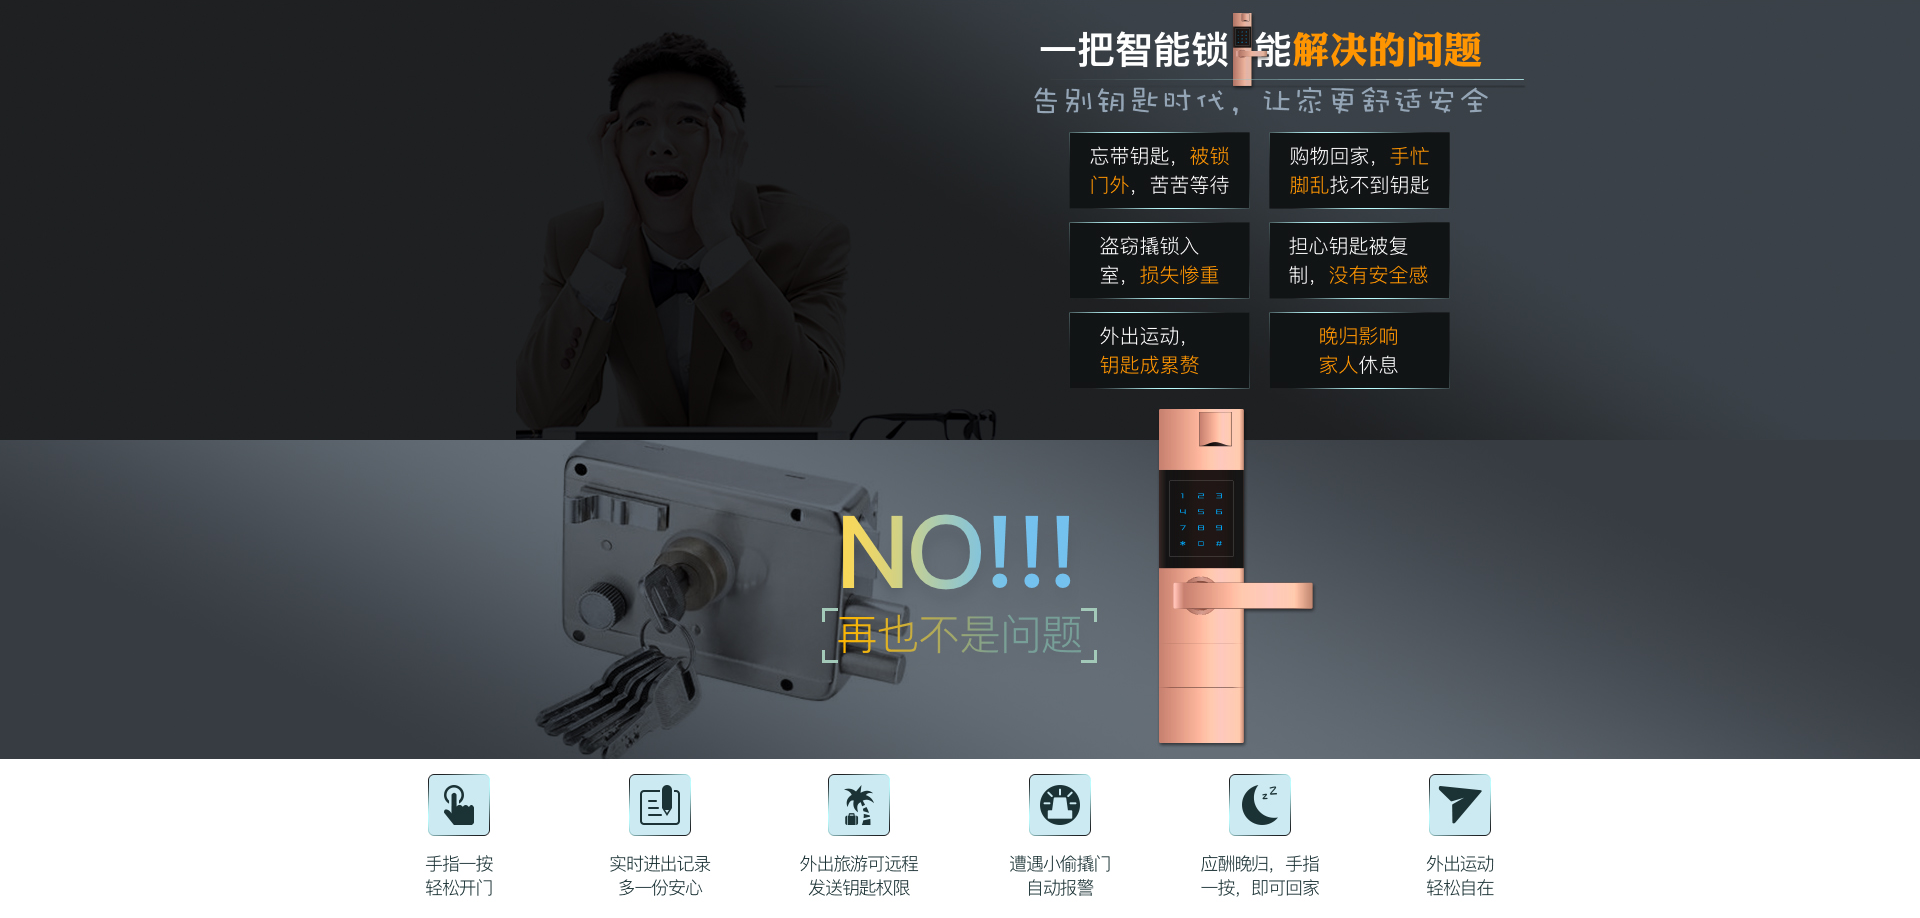 一把智能锁能解决的问题
告别钥匙时代，让家更舒适安全
忘带钥匙，被锁
门外，苦苦等待
购物回家，手忙
脚乱找不到钥匙
盗窃撬锁入
室，损失惨重
担心钥匙被复
制，没有安全感
外出运动，
钥匙成累赘
晚归影响
家人休息
1 2 3
4 5 6
7 8 9
* 0 #
NO!!!
再也不是问题
z z
手指一按
轻松开门
实时进出记录
多一份安心
外出旅游可远程
发送钥匙权限
遭遇小偷撬门
自动报警
应酬晚归，手指
一按，即可回家
外出运动
轻松自在